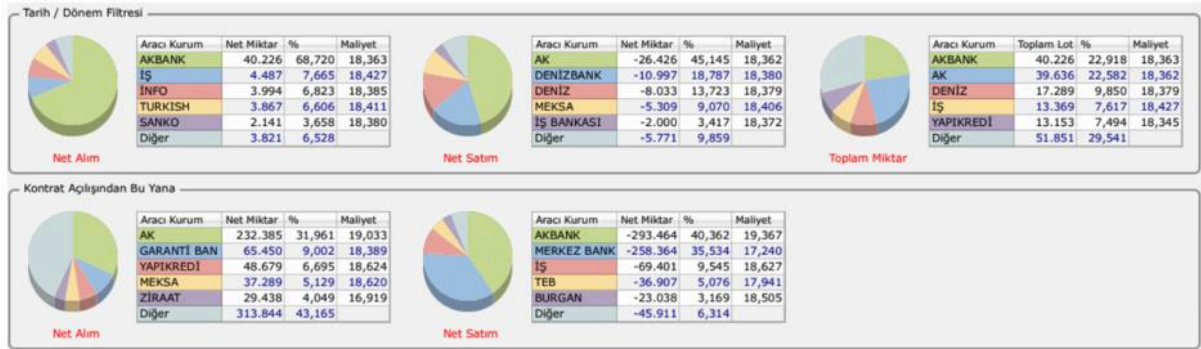 Tarih / Dönem Filtresi
Aracı Kurum Net Miktar % Maliyet
AKBANK 40.226 68,720 18,363
İŞ 4.487 7,665 18,427
İNFO 3.994 6,823 18,385
TURKISH 3.867 6,606 18,411
SANKO 2.141 3,658 18,380
Diğer 3.821 6,528
Net Alım
Aracı Kurum Net Miktar % Maliyet
AK -26.426 45,145 18,362
DENİZBANK -10.997 18,787 18,380
DENİZ -8.033 13,723 18,379
MEKSA -5.309 9,070 18,406
İŞ BANKASI -2.000 3,417 18,372
Diğer -5.771 9,859
Net Satım
Aracı Kurum Toplam Lot % Maliyet
AKBANK 40.226 22,918 18,363
AK 39.636 22,582 18,362
DENİZ 17.289 9,850 18,379
İŞ 13.369 7,617 18,427
YAPIKREDİ 13.153 7,494 18,345
Diğer 51.851 29,541
Toplam Miktar
Kontrat Açılışından Bu Yana
Aracı Kurum Net Miktar % Maliyet
AK 232.385 31,961 19,033
GARANTİ BAN 65.450 9,002 18,389
YAPIKREDİ 48.679 6,695 18,624
MEKSA 37.289 5,129 18,620
ZİRAAT 29.438 4,049 16,919
Diğer 313.844 43,165
Net Alım
Aracı Kurum Net Miktar % Maliyet
AKBANK -293.464 40,362 19,367
MERKEZ BANK -258.364 35,534 17,240
İŞ -69.401 9,545 18,627
TEB -36.907 5,076 17,941
BURGAN -23.038 3,169 18,505
Diğer -45.911 6,314
Net Satım